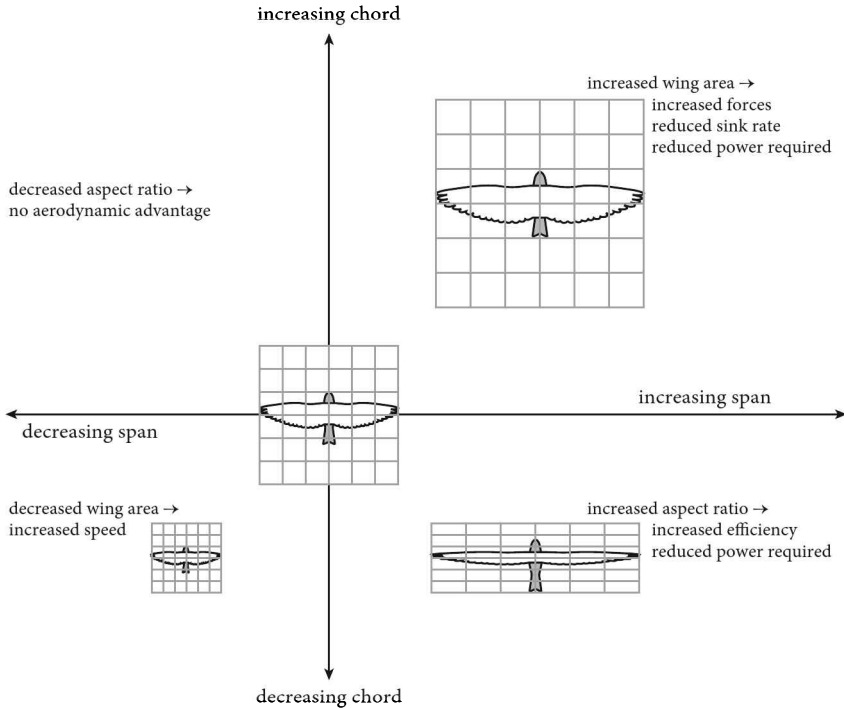 increasing chord
increased wing area →
increased forces
reduced sink rate
reduced power required
decreased aspect ratio →
no aerodynamic advantage
increasing span
decreasing span
decreased wing area →
increased speed
increased aspect ratio →
increased efficiency
reduced power required
decreasing chord